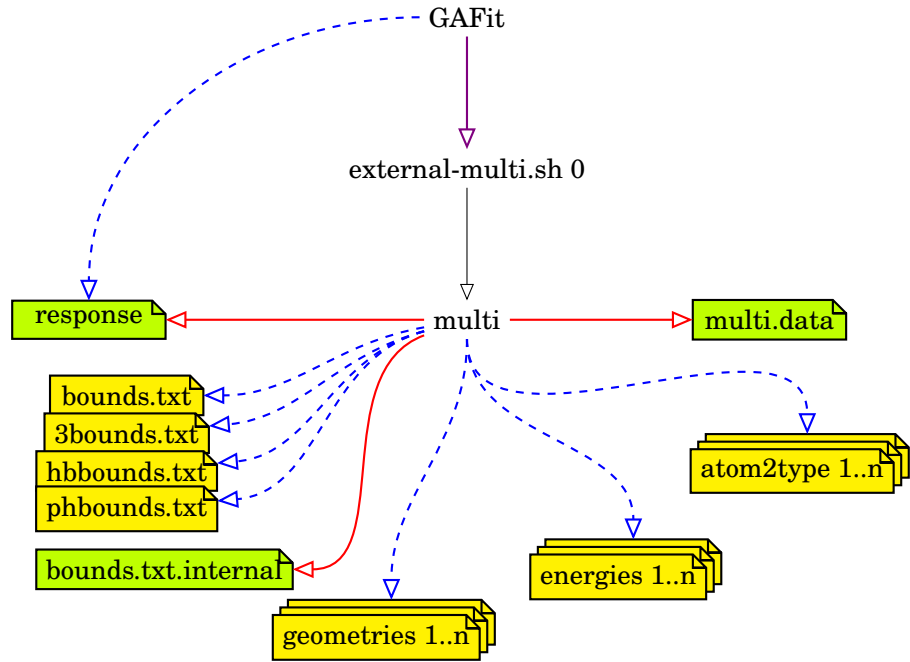 GAFit
external-multi.sh 0
response
multi
multi.data
bounds.txt
3bounds.txt
hbbounds.txt
phbounds.txt
atom2type 1..n
bounds.txt.internal
energies 1..n
geometries 1..n